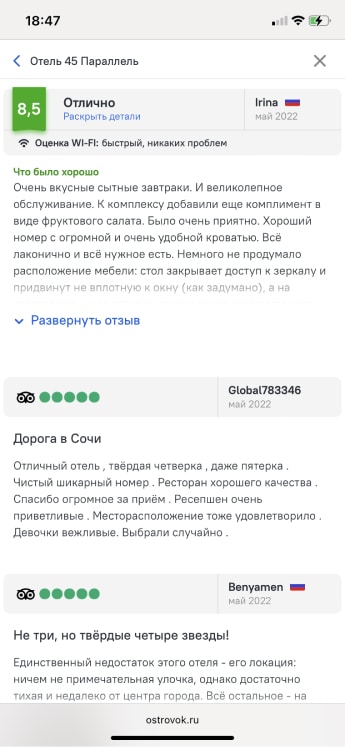 18:47
Отель 45 Параллель
8,5
Отлично
Раскрыть детали
Irina
май 2022
Оценка WI-FI: быстрый, никаких проблем
Что было хорошо
Очень вкусные сытные завтраки. И великолепное
обслуживание. К комплексу добавили еще комплимент в
виде фруктового салата. Было очень приятно. Хороший
номер с огромной и очень удобной кроватью. Всё
лаконично и всё нужное есть. Немного не продумало
расположение мебели: стол закрывает доступ к зеркалу и
придвинут не вплотную к окну (как задумано), а на
Развернуть отзыв
Global783346
май 2022
Дорога в Сочи
Отличный отель , твёрдая четверка , даже пятерка .
Чистый шикарный номер . Ресторан хорошего качества .
Спасибо огромное за приём . Ресепшен очень
приветливые . Месторасположение тоже удовлетворило .
Девочки вежливые. Выбрали случайно .
Benyamen
май 2022
Не три, но твёрдые четыре звезды!
Единственный недостаток этого отеля - его локация:
ничем не примечательная улочка, однако достаточно
тихая и недалеко от центра города. Всё остальное - на
ostrovok.ru